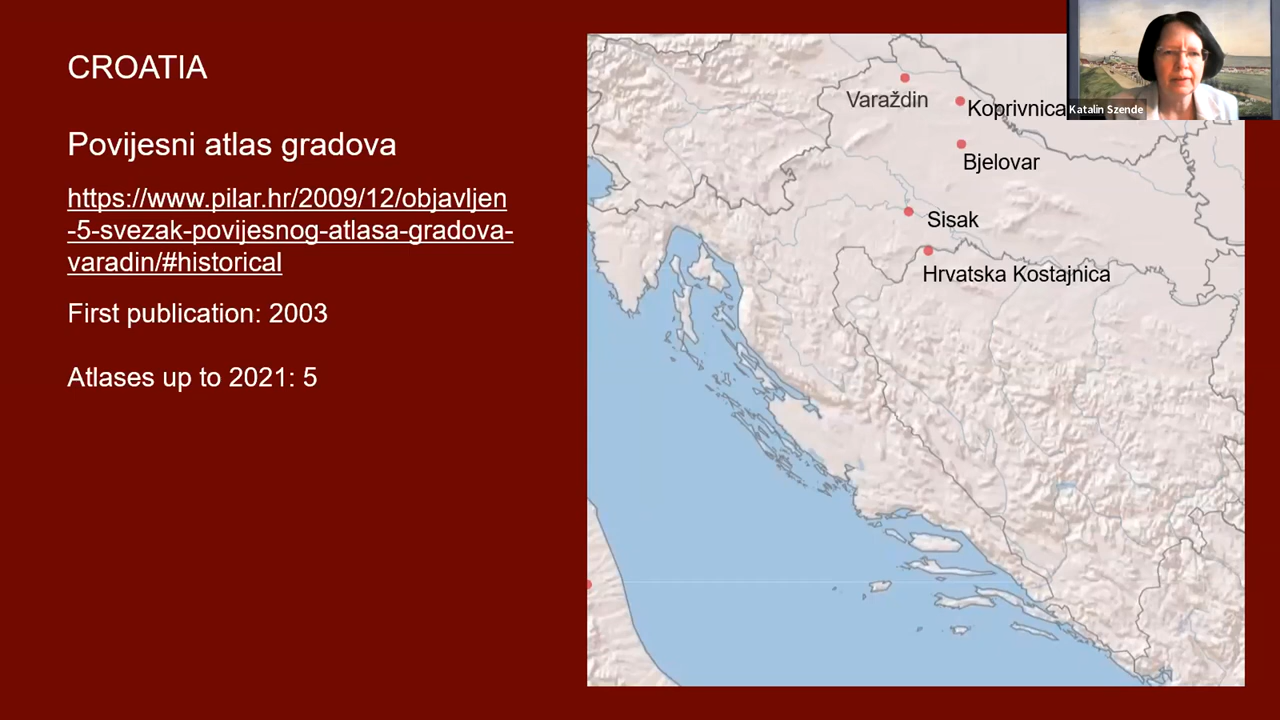 CROATIA
Povijesni atlas gradova
https://www.pilar.hr/2009/12/objavljen
-5-svezak-povijesnog-atlasa-gradova-
varadin/#historical
First publication: 2003
Atlases up to 2021: 5
Varaždin
Koprivnica
Bjelovar
Sisak
Hrvatska Kostajnica
Katalin Szende